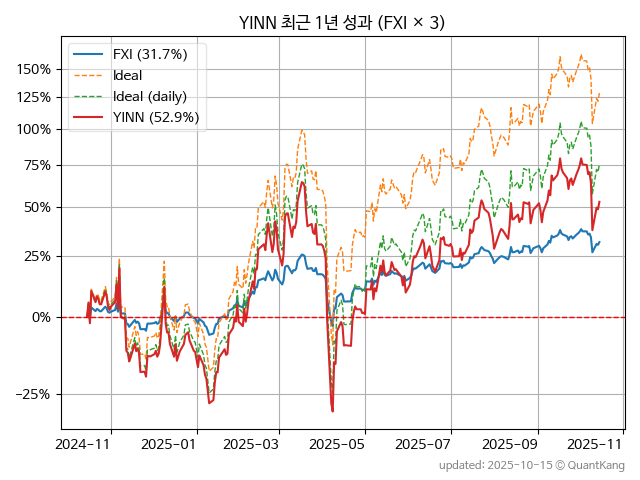 YINN 최근 1년 성과 (FXI × 3)
FXI (31.7%)
Ideal
Ideal (daily)
YINN (52.9%)
150%
125%
100%
75%
50%
25%
0%
−25%
2024-11 2025-01 2025-03 2025-05 2025-07 2025-09 2025-11
updated: 2025-10-15 © QuantKang